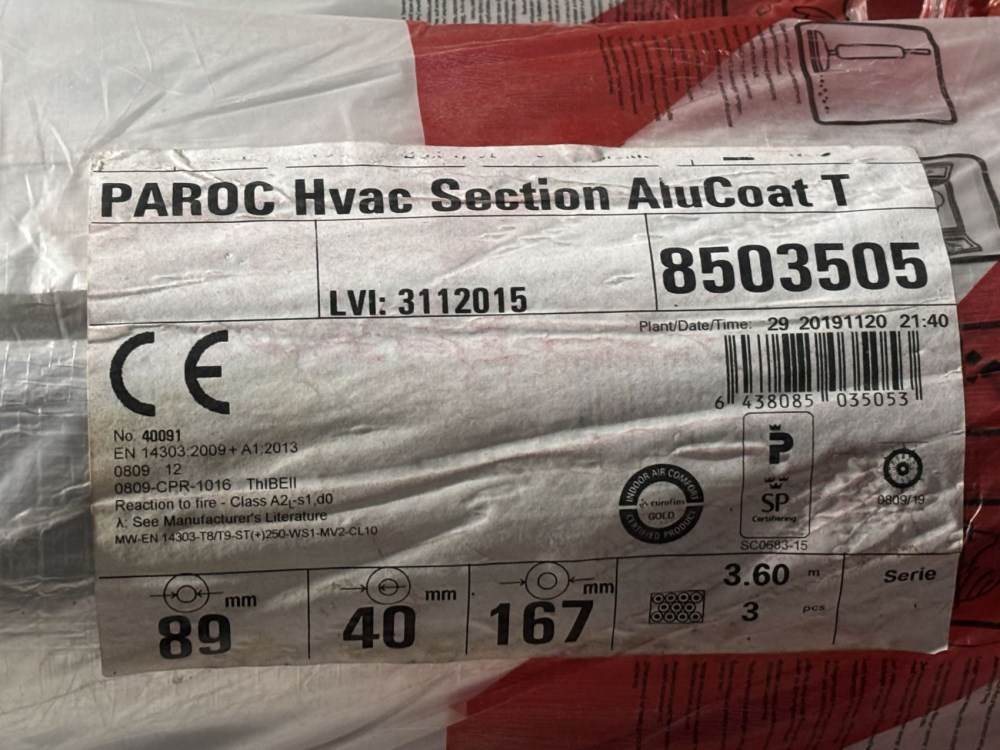 PAROC Hvac Section AluCoat T
LVI: 3112015
8503505
Plant/Date/Time: 29 20191120 21:40
6 438085 035053
CE
No. 40091
EN 14303:2009 + A1:2013
0809 12
0809-CPR-1016 ThIBEII
Reaction to fire - Class A2L-s1,d0
λ: See Manufacturer's Literature
MW-EN 14303-T8/T9-ST(+)250-WS1-MV2-CL10
INDOOR AIR COMFORT
eurofins
GOLD
CERTIFIED PRODUCT
P
SP
Certifiering
SC0683-15
0809/19
89 mm
40 mm
167 mm
3.60 m
3 pcs
Serie